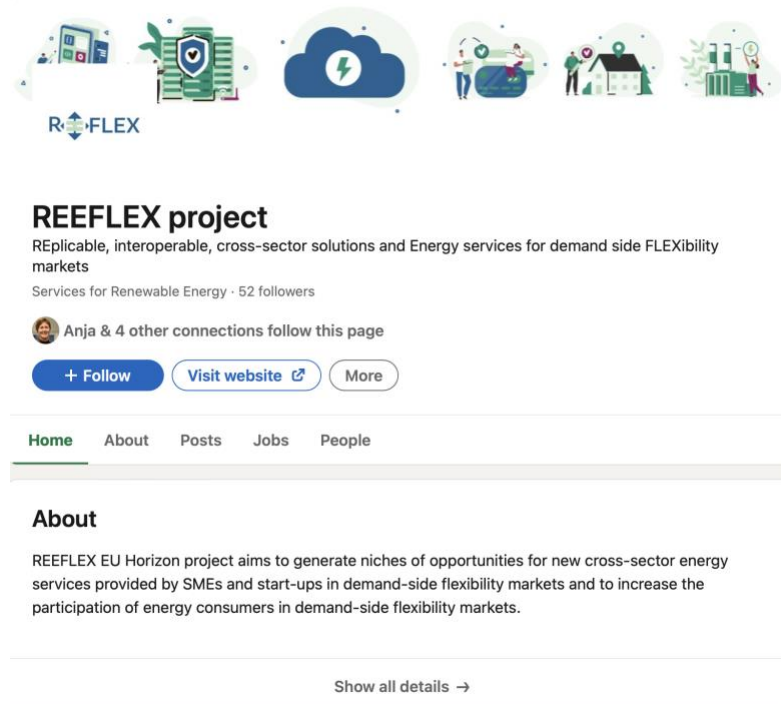 R FLEX
REEFLEX project
REplicable, interoperable, cross-sector solutions and Energy services for demand side FLEXibility
markets
Services for Renewable Energy · 52 followers
Anja & 4 other connections follow this page
+ Follow
Visit website
More
Home
About
Posts
Jobs
People
About
REEFLEX EU Horizon project aims to generate niches of opportunities for new cross-sector energy
services provided by SMEs and start-ups in demand-side flexibility markets and to increase the
participation of energy consumers in demand-side flexibility markets.
Show all details →